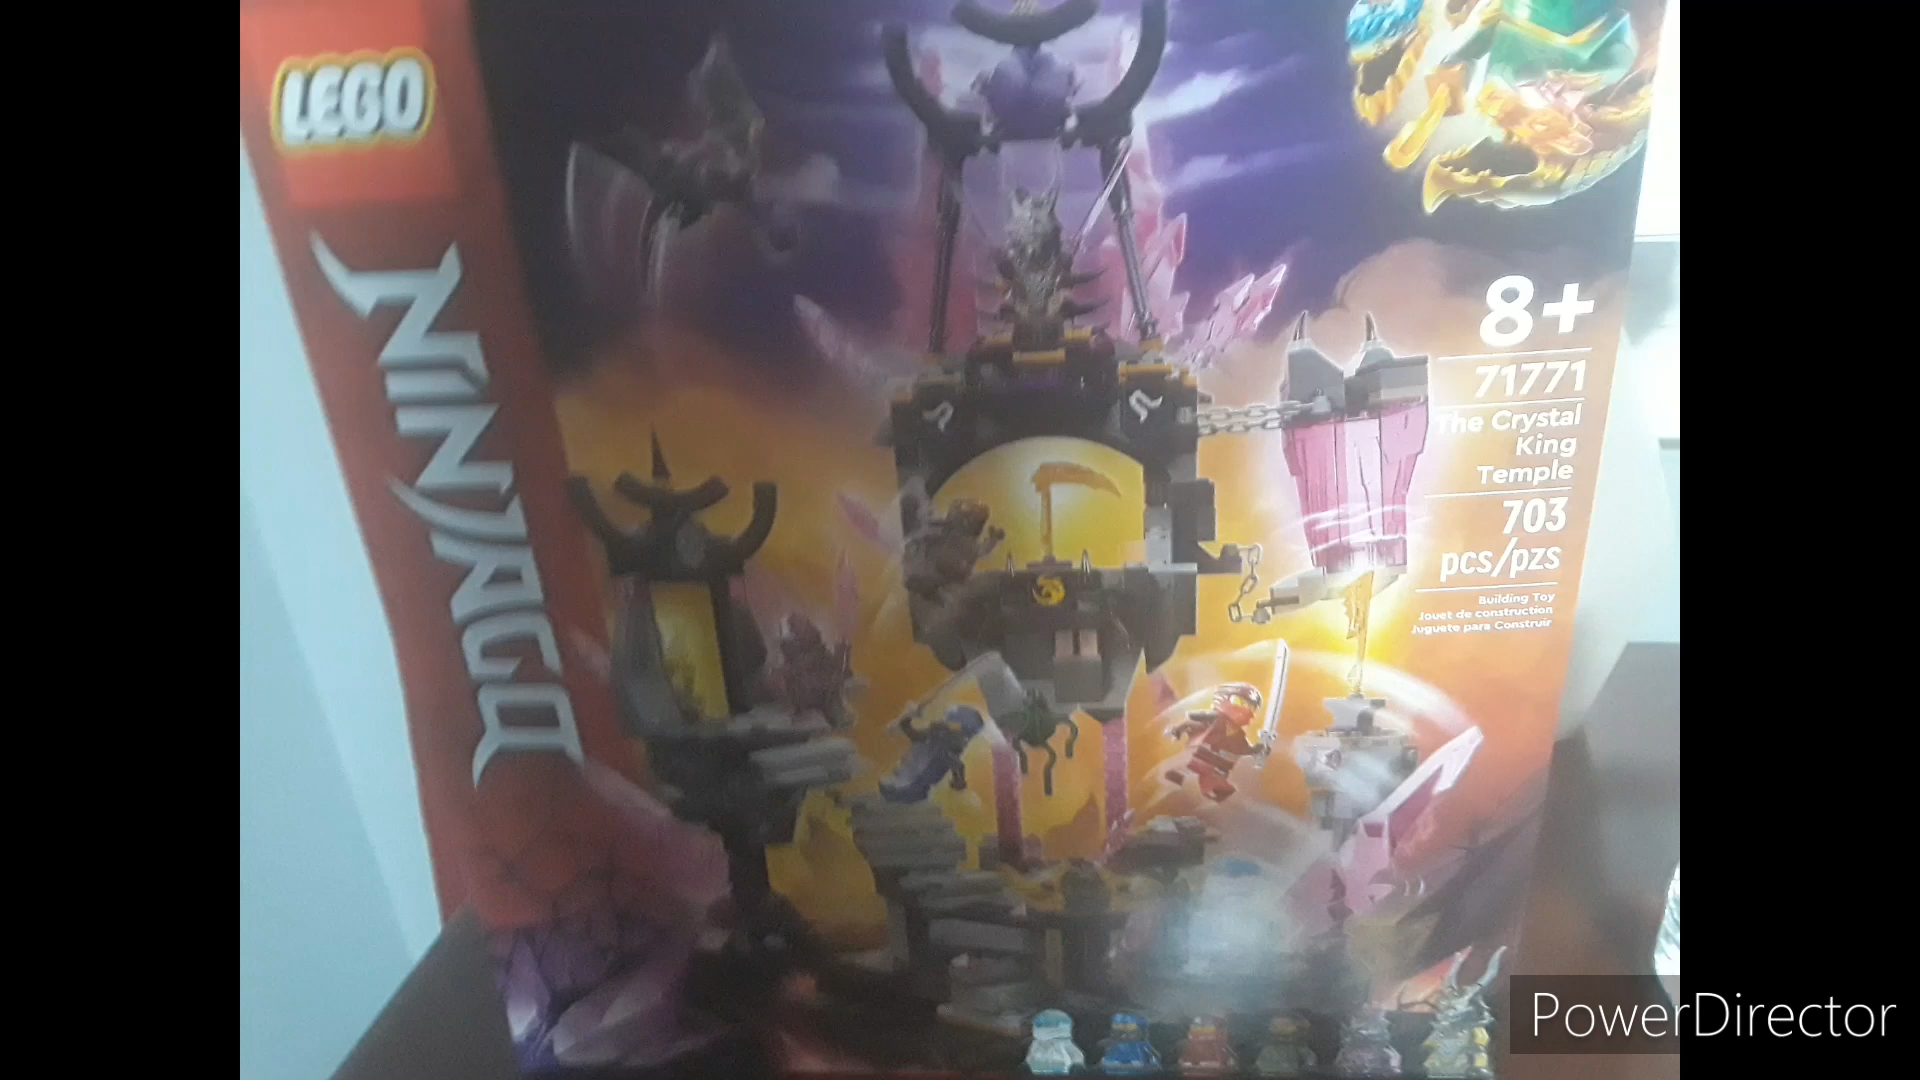 LEGO
NINJAGO
8+
71771
The Crystal
King
Temple
703
pcs/pzs
Building Toy
Jouet de construction
Juguete para Construir
PowerDirector